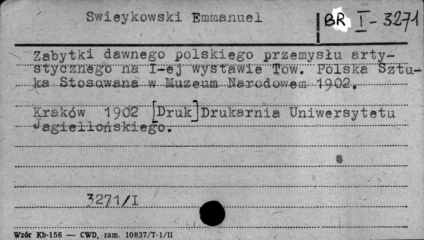 Swieykowski Emmanuel
BR I-3271
Zabytki dawnego polskiego przemysłu arty-
stycznego na I-ej wystawie Tow. Polska Sztu-
ka Stosowana w Muzeum Narodowem 1902.
Kraków 1902 [Druk] Drukarnia Uniwersytetu
Jagiellońskiego.
3271/I
Wzór Kb-156 — CWD, zam. 10837/T-1/II